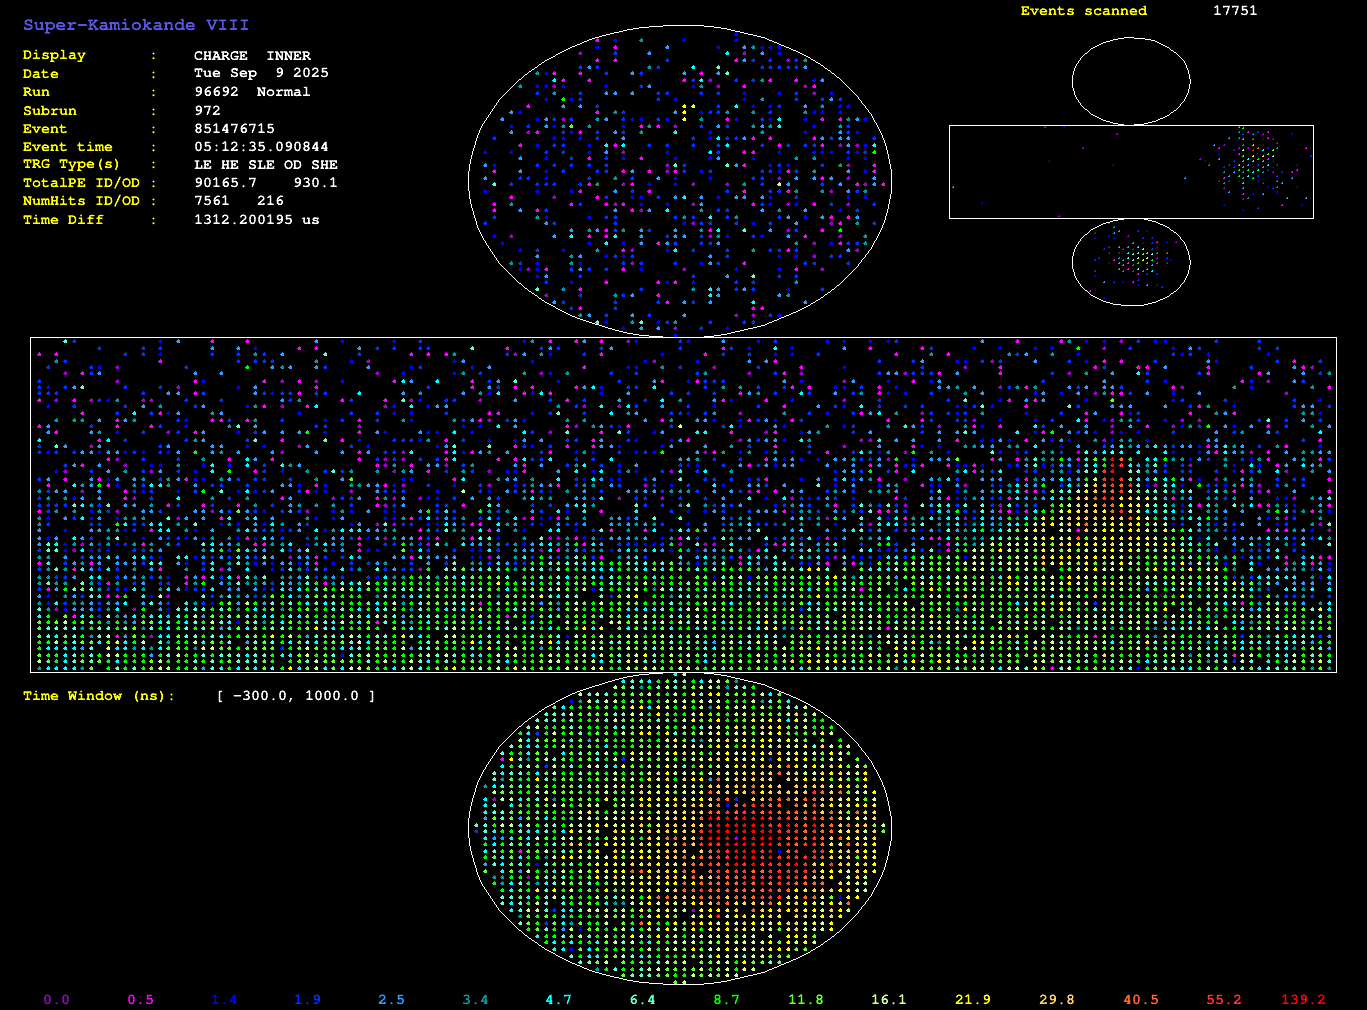 Super-Kamiokande VIII
Events scanned 17751
Display : CHARGE INNER
Date : Tue Sep 9 2025
Run : 96692 Normal
Subrun : 972
Event : 851476715
Event time : 05:12:35.090844
TRG Type(s) : LE HE SLE OD SHE
TotalPE ID/OD : 90165.7 930.1
NumHits ID/OD : 7561 216
Time Diff : 1312.200195 us
Time Window (ns): [ -300.0, 1000.0 ]
0.0 0.5 1.4 1.9 2.5 3.4 4.7 6.4 8.7 11.8 16.1 21.9 29.8 40.5 55.2 139.2